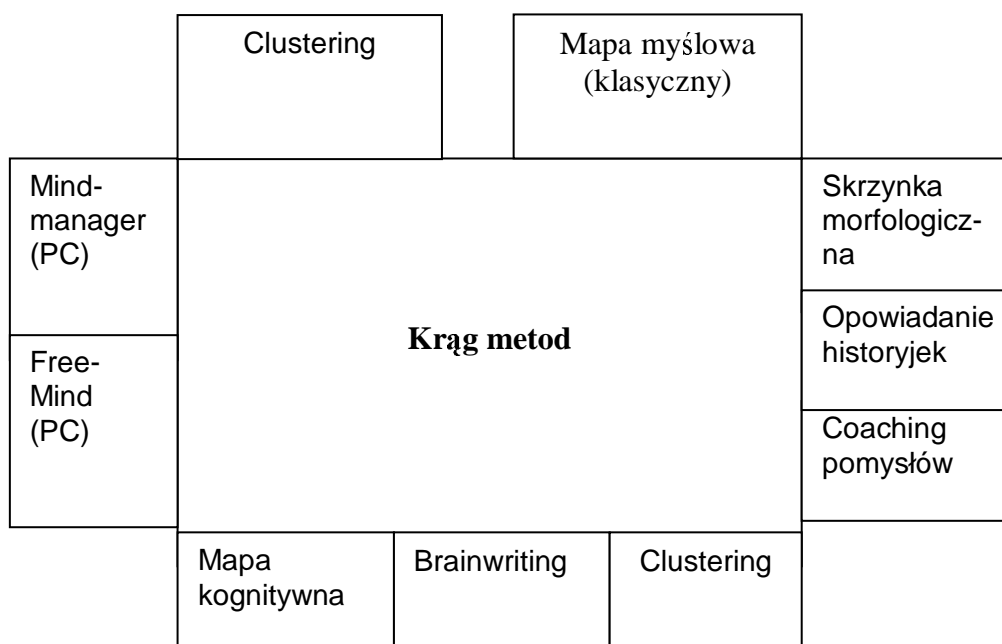 Clustering
Mapa myślowa
(klasyczny)
Mind-
manager
(PC)
Skrzynka
morfologicz-
na
Krąg metod
Opowiadanie
historyjek
Free-
Mind
(PC)
Coaching
pomysłów
Mapa
kognitywna
Brainwriting
Clustering